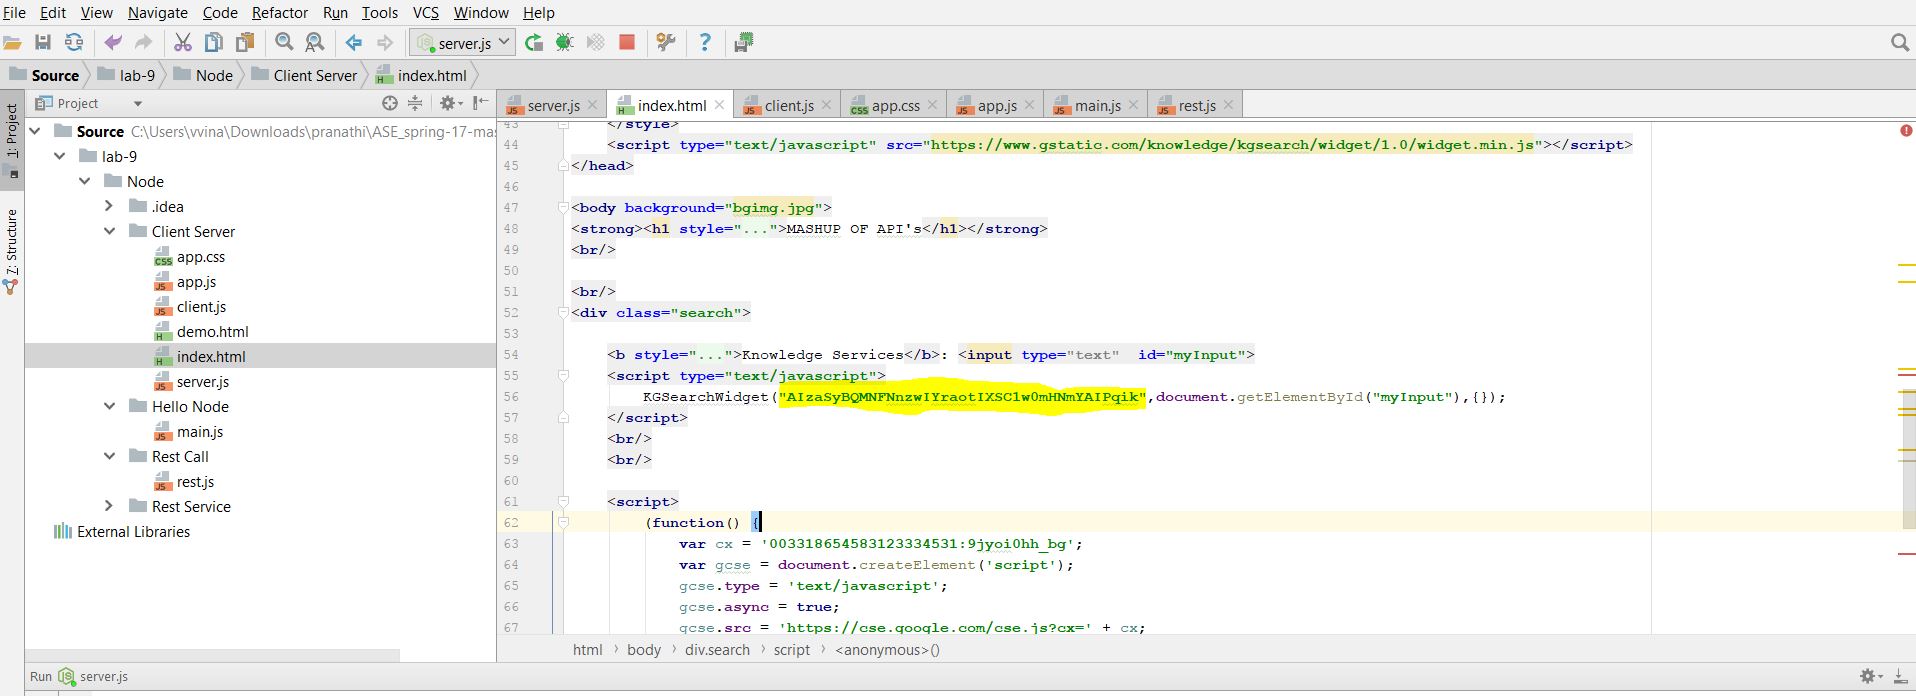 File Edit View Navigate Code Refactor Run Tools VCS Window Help
server.js
Source lab-9 Node Client Server index.html
Project
server.js index.html client.js app.css app.js main.js rest.js
1: Project
7: Structure
Source C:\Users\vvina\Downloads\pranathi\ASE_spring-17-mas
lab-9
Node
.idea
Client Server
app.css
app.js
client.js
demo.html
index.html
server.js
Hello Node
main.js
Rest Call
rest.js
Rest Service
External Libraries
43 </style>
44 <script type="text/javascript" src="https://www.gstatic.com/knowledge/kgsearch/widget/1.0/widget.min.js"></script>
45 </head>
46
47 <body background="bgimg.jpg">
48 <strong><h1 style="...">MASHUP OF API's</h1></strong>
49 <br/>
50
51 <br/>
52 <div class="search">
53
54 <b style="...">Knowledge Services</b>: <input type="text" id="myInput">
55 <script type="text/javascript">
56 KGSearchWidget("AIzaSyBQMNFNnzwIYraotIXSC1w0mHNmYAIPqik",document.getElementById("myInput"),{});
57 </script>
58 <br/>
59 <br/>
60
61 <script>
62 (function() {
63 var cx = '003318654583123334531:9jyoi0hh_bg';
64 var gcse = document.createElement('script');
65 gcse.type = 'text/javascript';
66 gcse.async = true;
67 gcse.src = 'https://cse.google.com/cse.js?cx=' + cx;
html body div.search script <anonymous>()
Run server.js